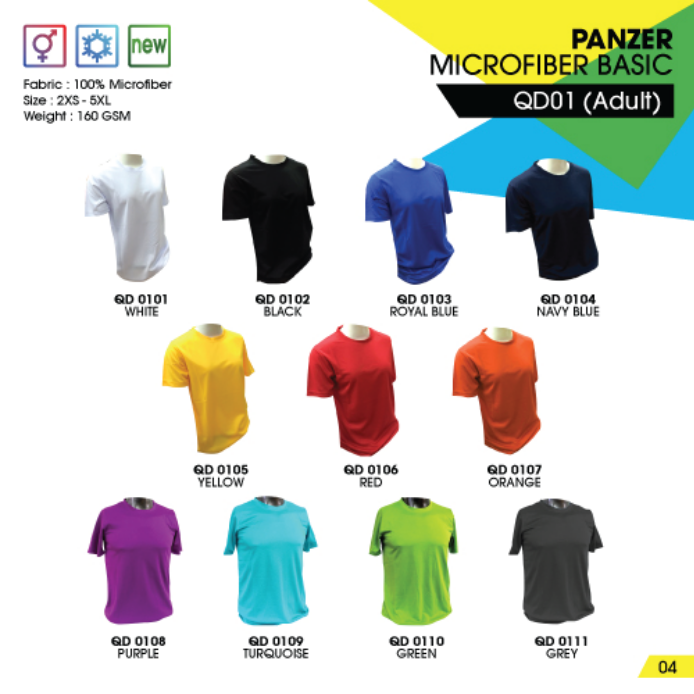 new
PANZER
MICROFIBER BASIC
QD01 (Adult)
Fabric : 100% Microfiber
Size : 2XS - 5XL
Weight : 160 GSM
QD 0101
WHITE
QD 0102
BLACK
QD 0103
ROYAL BLUE
QD 0104
NAVY BLUE
QD 0105
YELLOW
QD 0106
RED
QD 0107
ORANGE
QD 0108
PURPLE
QD 0109
TURQUOISE
QD 0110
GREEN
QD 0111
GREY
04